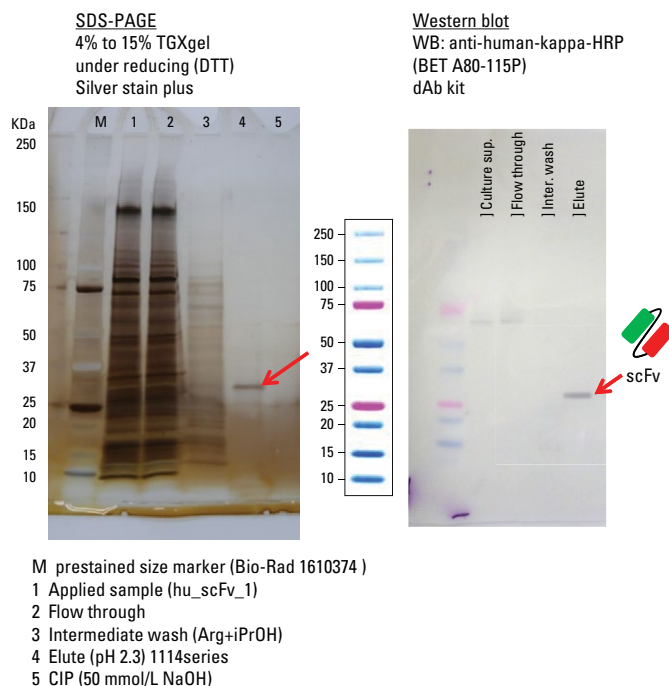 SDS-PAGE
4% to 15% TGXgel
under reducing (DTT)
Silver stain plus
KDa
M 1 2 3 4 5
250
150
100
75
50
37
25
20
15
10
250
150
100
75
50
37
25
20
15
10
Western blot
WB: anti-human-kappa-HRP
(BET A80-115P)
dAb kit
] Culture sup.
] Flow through
] Inter. wash
] Elute
scFv
M prestained size marker (Bio-Rad 1610374 )
1 Applied sample (hu_scFv_1)
2 Flow through
3 Intermediate wash (Arg+iPrOH)
4 Elute (pH 2.3) 1114series
5 CIP (50 mmol/L NaOH)